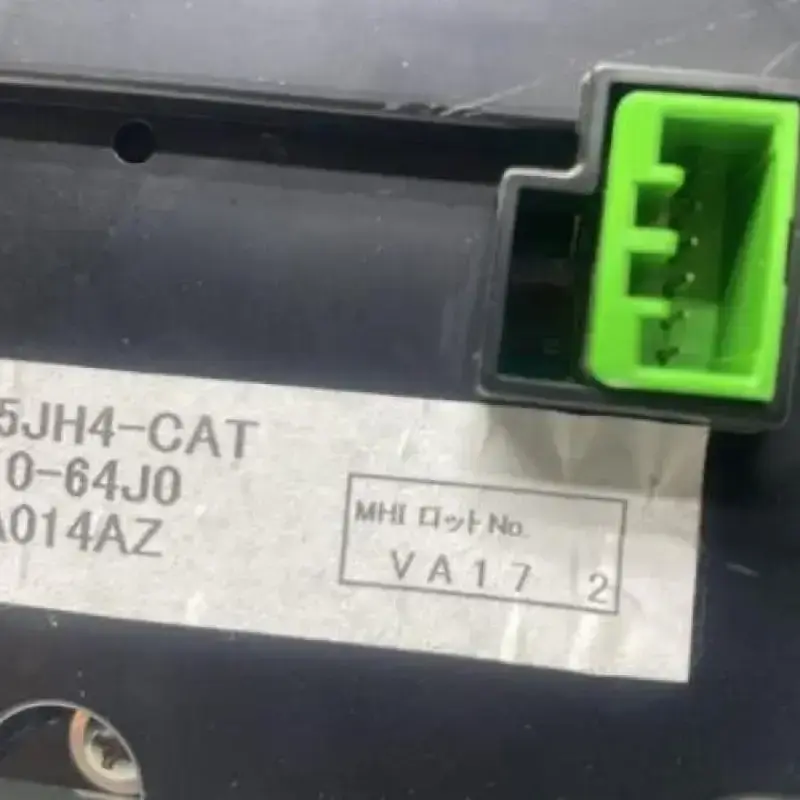 5JH4-CAT
0-64J0
A014AZ
MHI ロットNo.
VA17 2